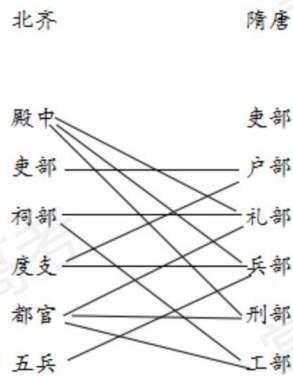 北齐 隋唐
殿中 吏部
吏部 户部
祠部 礼部
度支 兵部
都官 刑部
五兵 工部